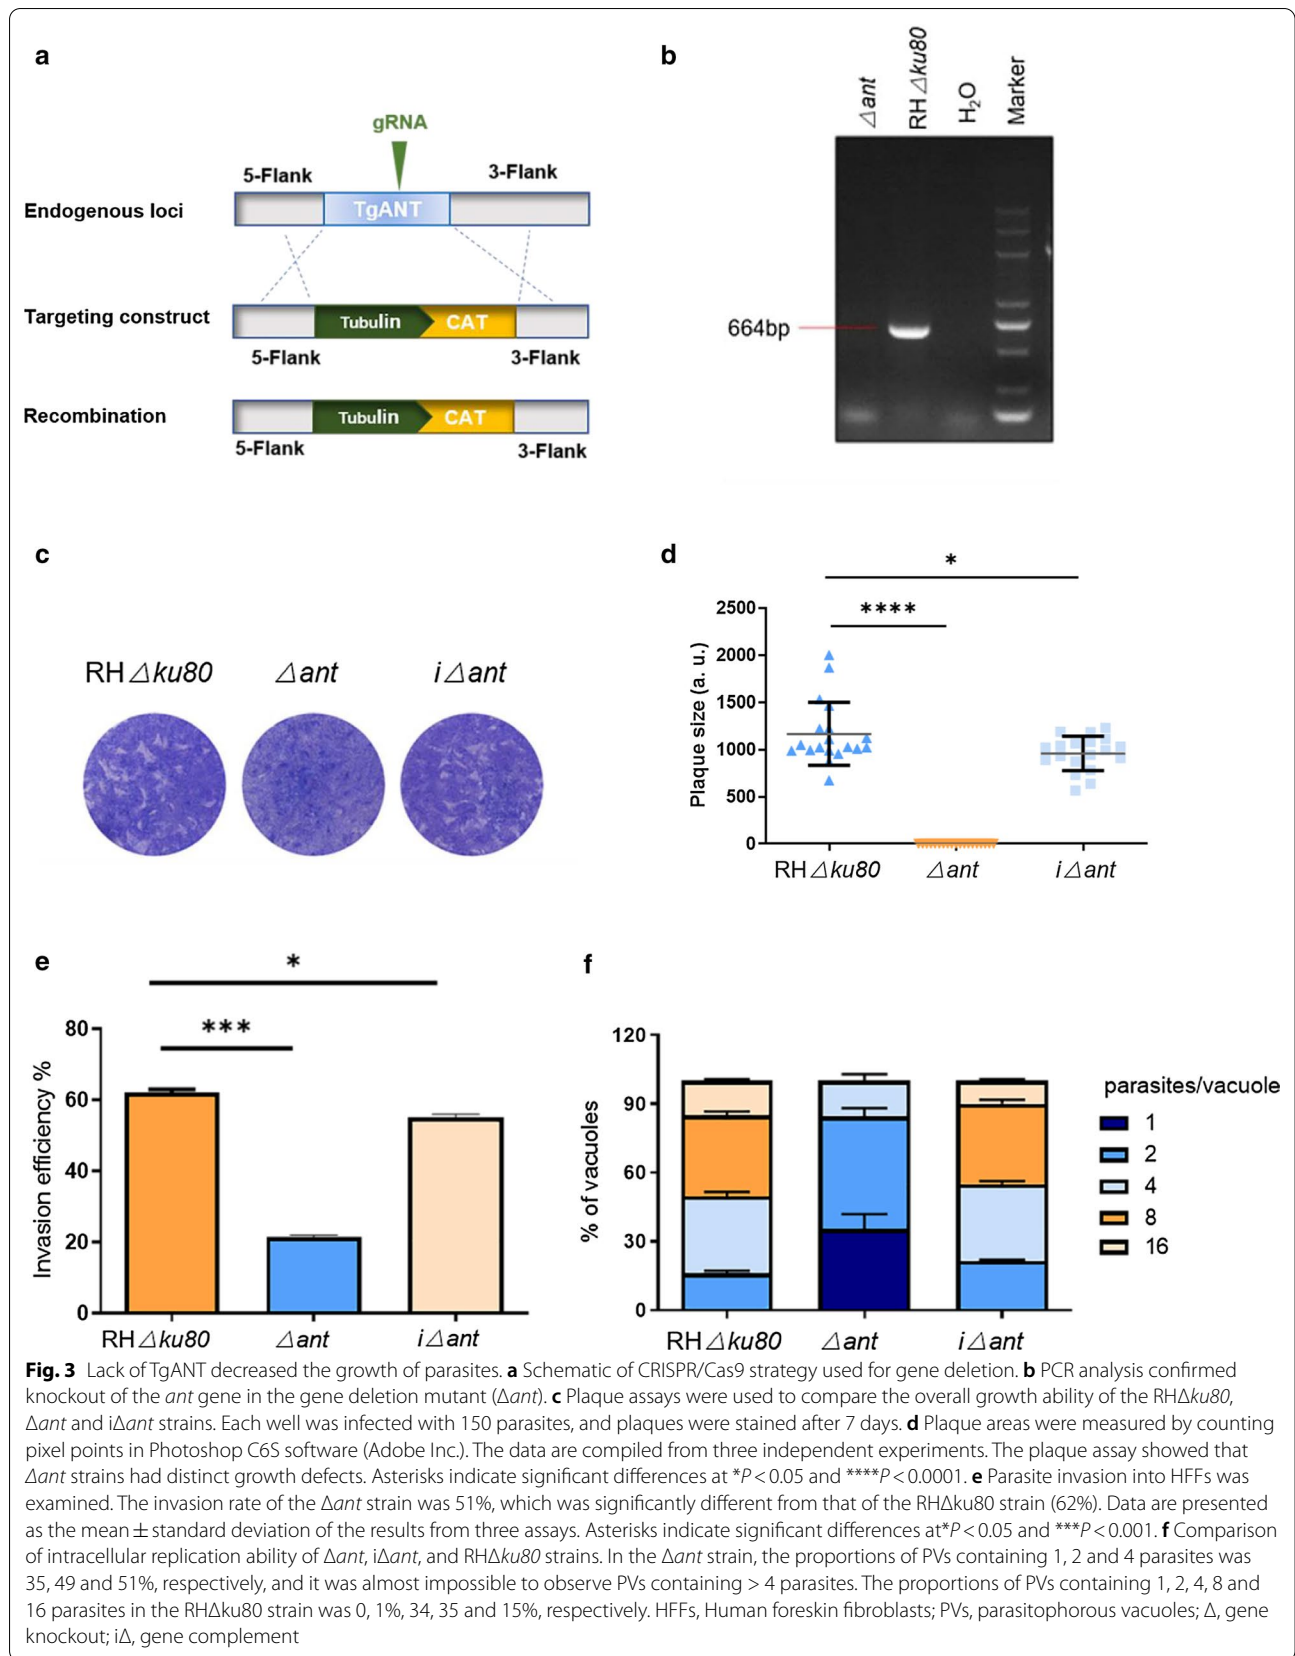 a
gRNA
5-Flank
3-Flank
Endogenous loci
TgANT
Targeting construct
Tubulin
CAT
5-Flank
3-Flank
Recombination
Tubulin
CAT
5-Flank
3-Flank
b
△ant
RH△ku80
H₂O
Marker
664bp
c
RH△ku80
△ant
i△ant
d
*
****
Plaque size (a. u.)
2500
2000
1500
1000
500
0
RH△ku80
△ant
i△ant
e
*
***
Invasion efficiency %
80
60
40
20
0
RH△ku80
△ant
i△ant
f
% of vacuoles
120
90
60
30
0
RH△ku80
△ant
i△ant
parasites/vacuole
1
2
4
8
16
Fig. 3 Lack of TgANT decreased the growth of parasites. a Schematic of CRISPR/Cas9 strategy used for gene deletion. b PCR analysis confirmed
knockout of the ant gene in the gene deletion mutant (Δant). c Plaque assays were used to compare the overall growth ability of the RHΔku80,
Δant and iΔant strains. Each well was infected with 150 parasites, and plaques were stained after 7 days. d Plaque areas were measured by counting
pixel points in Photoshop C6S software (Adobe Inc.). The data are compiled from three independent experiments. The plaque assay showed that
Δant strains had distinct growth defects. Asterisks indicate significant differences at *P < 0.05 and ****P < 0.0001. e Parasite invasion into HFFs was
examined. The invasion rate of the Δant strain was 51%, which was significantly different from that of the RHΔku80 strain (62%). Data are presented
as the mean ± standard deviation of the results from three assays. Asterisks indicate significant differences at*P < 0.05 and ***P < 0.001. f Comparison
of intracellular replication ability of Δant, iΔant, and RHΔku80 strains. In the Δant strain, the proportions of PVs containing 1, 2 and 4 parasites was
35, 49 and 51%, respectively, and it was almost impossible to observe PVs containing > 4 parasites. The proportions of PVs containing 1, 2, 4, 8 and
16 parasites in the RHΔku80 strain was 0, 1%, 34, 35 and 15%, respectively. HFFs, Human foreskin fibroblasts; PVs, parasitophorous vacuoles; Δ, gene
knockout; iΔ, gene complement